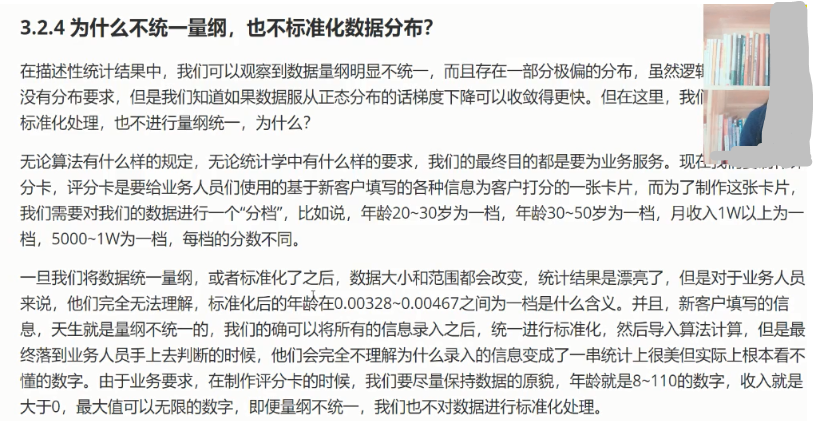 3.2.4 为什么不统一量纲，也不标准化数据分布？
在描述性统计结果中，我们可以观察到数据量纲明显不统一，而且存在一部分极偏的分布，虽然逻辑
没有分布要求，但是我们知道如果数据服从正态分布的话梯度下降可以收敛得更快。但在这里，我们
标准化处理，也不进行量纲统一，为什么？
无论算法有什么样的规定，无论统计学中有什么样的要求，我们的最终目的都是要为业务服务。现在
分卡，评分卡是要给业务人员们使用的基于新客户填写的各种信息为客户打分的一张卡片，而为了制作这张卡片，
我们需要对我们的数据进行一个“分档”，比如说，年龄20~30岁为一档，年龄30~50岁为一档，月收入1W以上为一
档，5000~1W为一档，每档的分数不同。
一旦我们将数据统一量纲，或者标准化了之后，数据大小和范围都会改变，统计结果是漂亮了，但是对于业务人员
来说，他们完全无法理解，标准化后的年龄在0.00328~0.00467之间为一档是什么含义。并且，新客户填写的信
息，天生就是量纲不统一的，我们的确可以将所有的信息录入之后，统一进行标准化，然后导入算法计算，但是最
终落到业务人员手上去判断的时候，他们会完全不理解为什么录入的信息变成了一串统计上很美但实际上根本看不
懂的数字。由于业务要求，在制作评分卡的时候，我们要尽量保持数据的原貌，年龄就是8~110的数字，收入就是
大于0，最大值可以无限的数字，即便量纲不统一，我们也不对数据进行标准化处理。